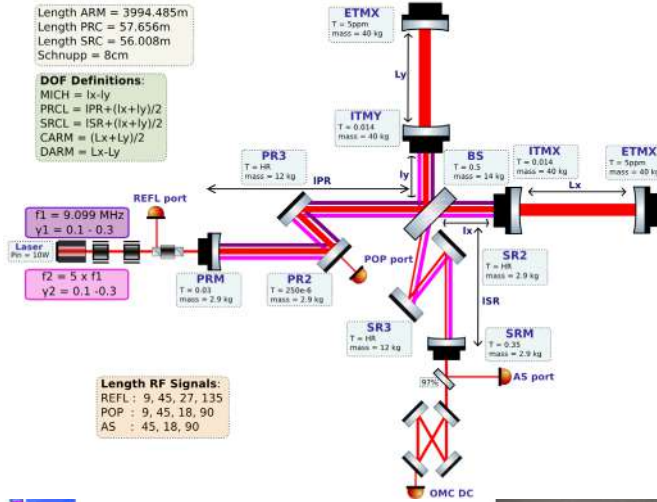 Length ARM = 3994.485m
Length PRC = 57.656m
Length SRC = 56.008m
Schnupp = 8cm
DOF Definitions:
MICH = lx-ly
PRCL = lPR+(lx+ly)/2
SRCL = lSR+(lx+ly)/2
CARM = (Lx+Ly)/2
DARM = Lx-Ly
ETMX
T = 5ppm
mass = 40 kg
Ly
ITMY
T = 0.014
mass = 40 kg
ly
BS
T = 0.5
mass = 14 kg
ITMX
T = 0.014
mass = 40 kg
Lx
ETMX
T = 5ppm
mass = 40 kg
lx
PR3
T = HR
mass = 12 kg
lPR
REFL port
f1 = 9.099 MHz
γ1 = 0.1 - 0.3
Laser
Pin = 10W
f2 = 5 x f1
γ2 = 0.1 -0.3
PRM
T = 0.03
mass = 2.9 kg
PR2
T = 250e-6
mass = 2.9 kg
POP port
SR2
T = HR
mass = 2.9 kg
lSR
SR3
T = HR
mass = 12 kg
SRM
T = 0.35
mass = 2.9 kg
97%
AS port
Length RF Signals:
REFL : 9, 45, 27, 135
POP : 9, 45, 18, 90
AS : 45, 18, 90
OMC DC